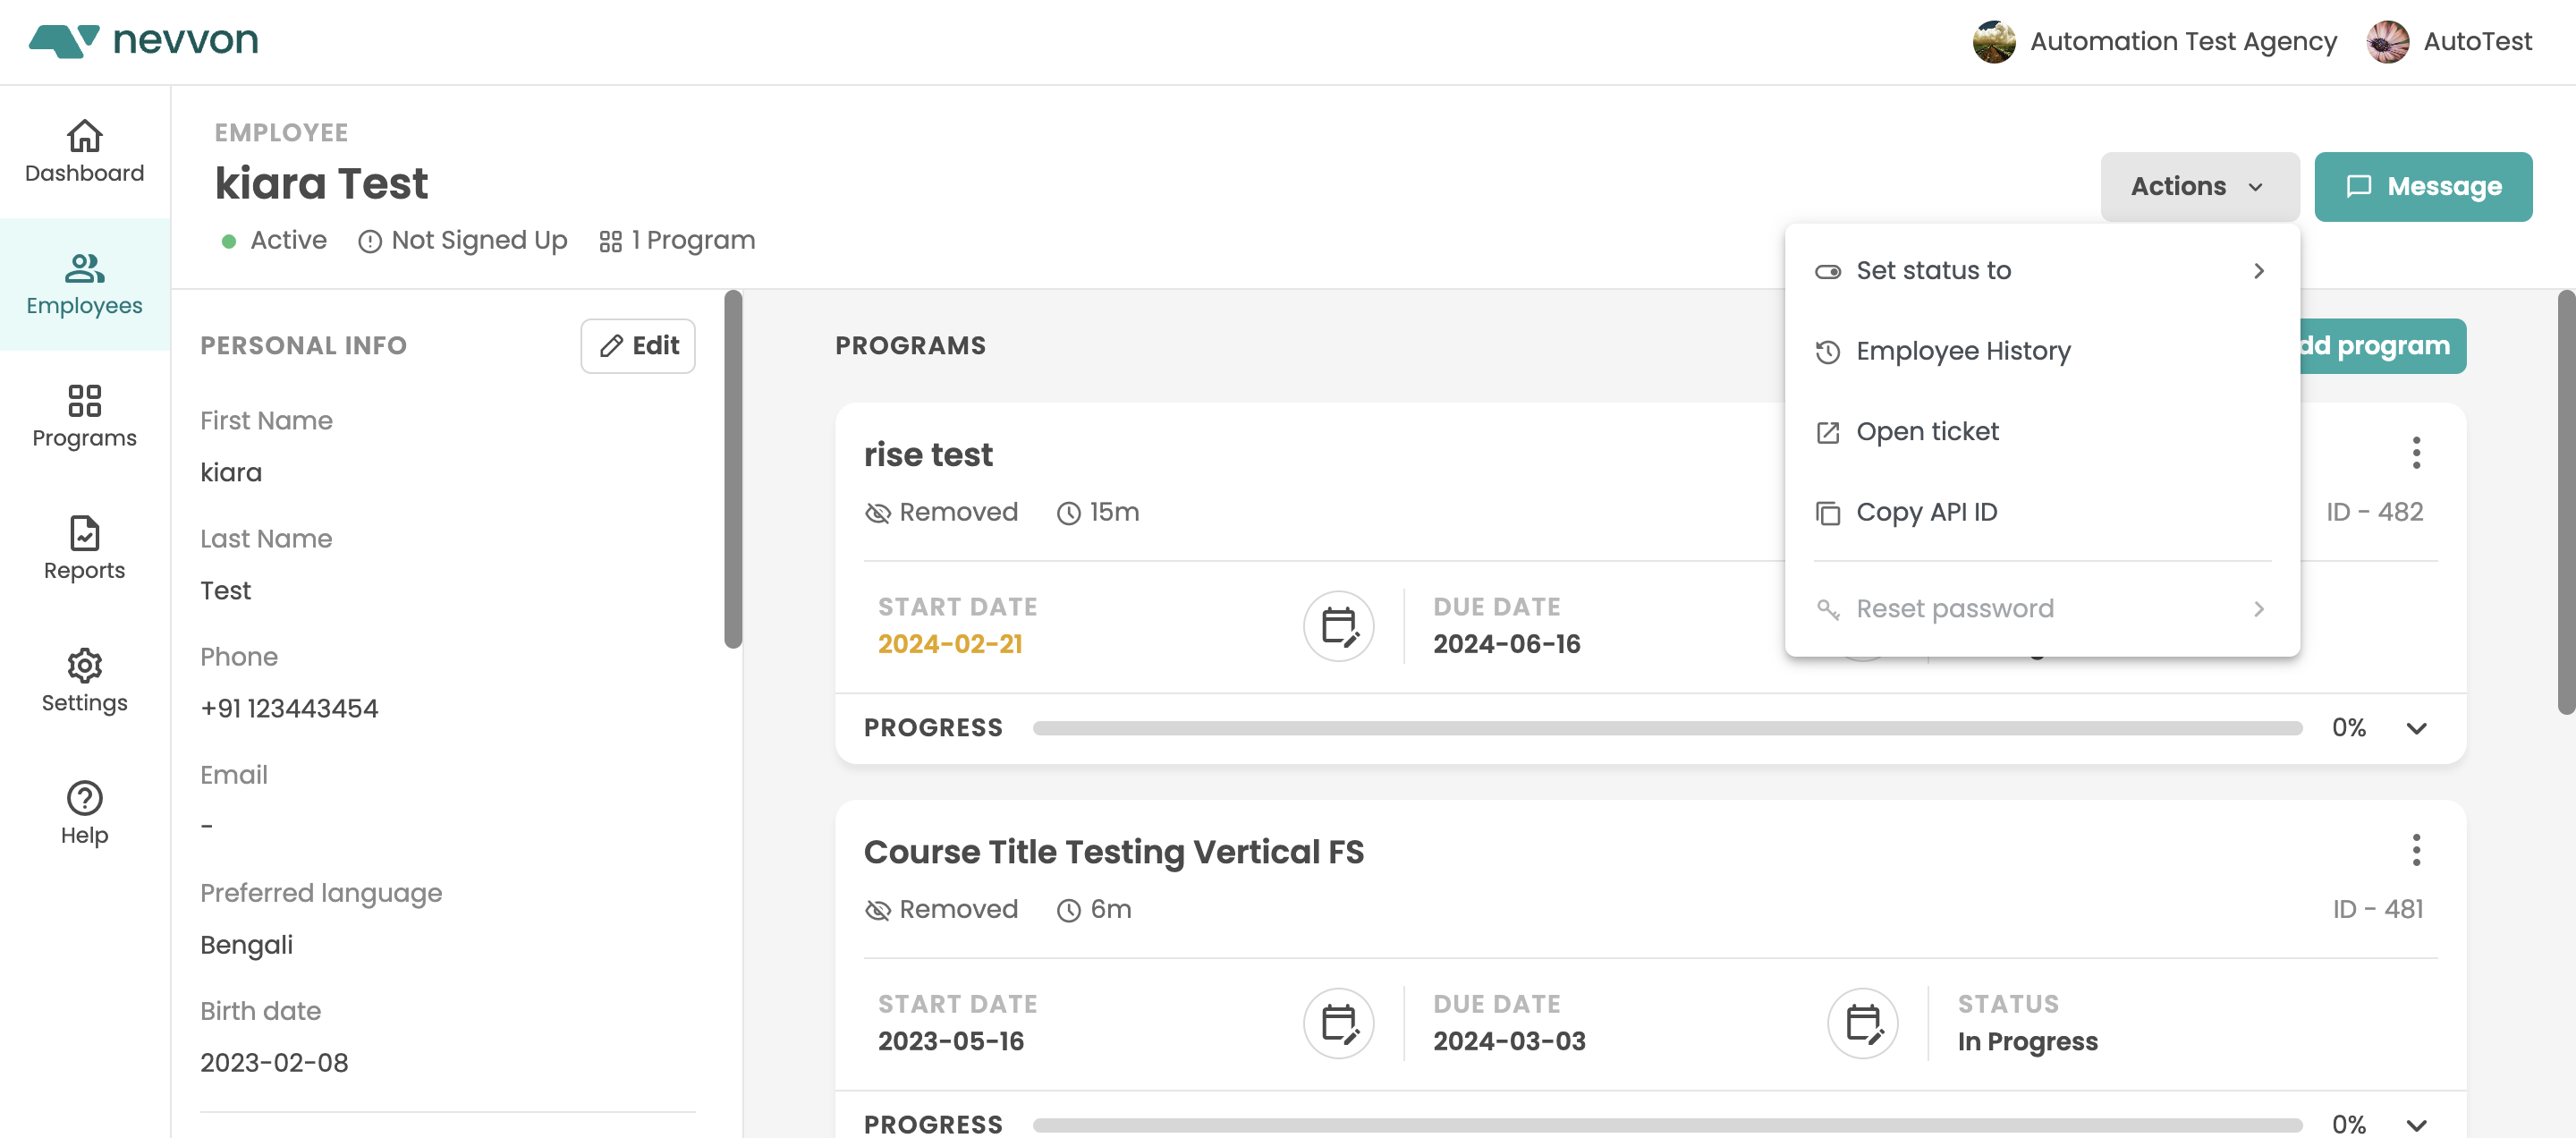 nevvon
Automation Test Agency
AutoTest
Dashboard
Employees
Programs
Reports
Settings
Help
EMPLOYEE
kiara Test
Active
Not Signed Up
1 Program
Actions
Message
Set status to
Employee History
Open ticket
Copy API ID
Reset password
PERSONAL INFO
Edit
First Name
kiara
Last Name
Test
Phone
+91 123443454
Email
-
Preferred language
Bengali
Birth date
2023-02-08
PROGRAMS
dd program
rise test
Removed
15m
ID - 482
START DATE
2024-02-21
DUE DATE
2024-06-16
PROGRESS
0%
Course Title Testing Vertical FS
Removed
6m
ID - 481
START DATE
2023-05-16
DUE DATE
2024-03-03
STATUS
In Progress
PROGRESS
0%